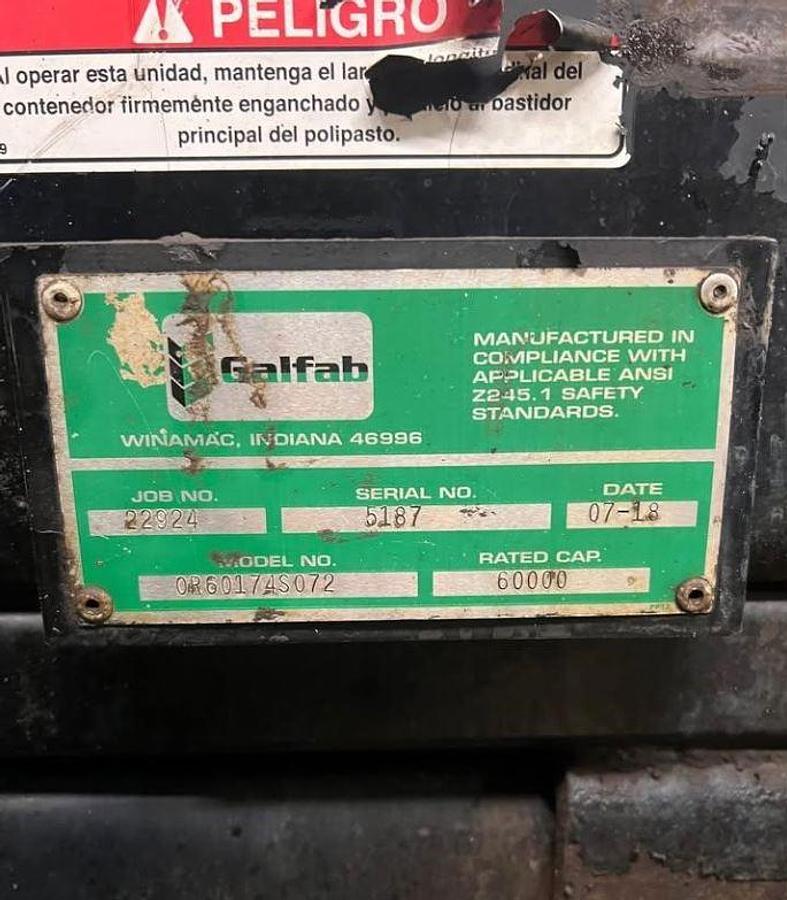 PELIGRO
Al operar esta unidad, mantenga el
del
contenedor firmemente enganchado y
al bastidor
principal del polipasto.
9
Galfab
WINAMAC, INDIANA 46996
MANUFACTURED IN
COMPLIANCE WITH
APPLICABLE ANSI
Z245.1 SAFETY
STANDARDS.
JOB NO.
SERIAL NO.
DATE
22924
5187
07-18
MODEL NO.
RATED CAP.
OR60174S072
60000